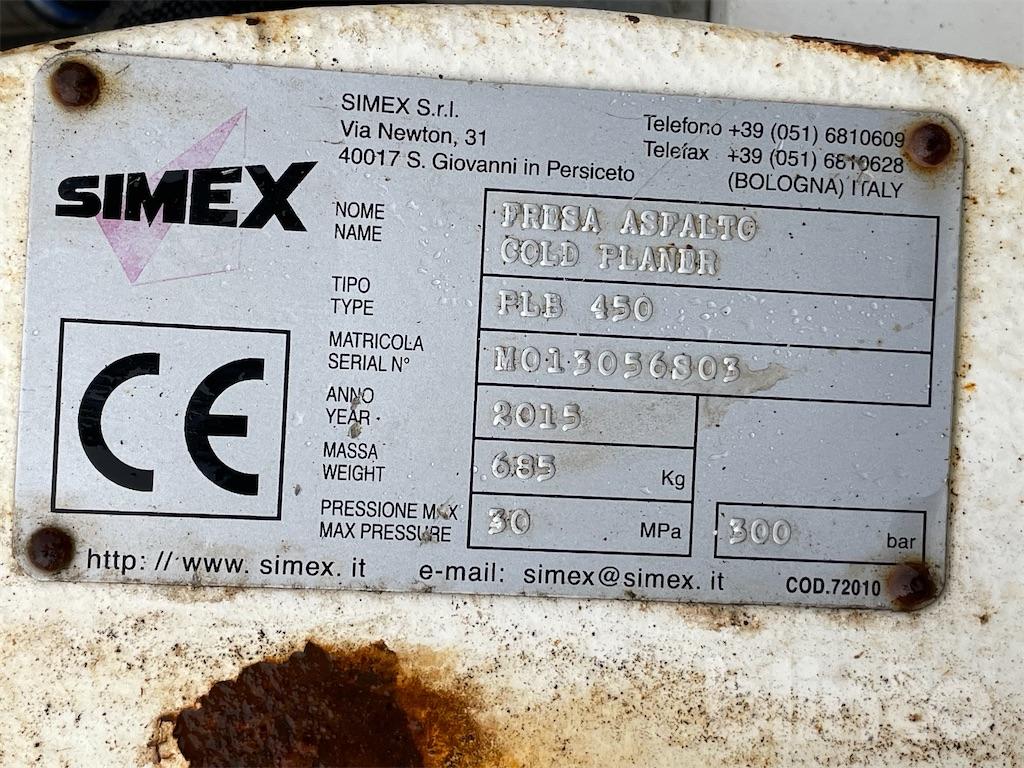 SIMEX
SIMEX S.r.l.
Via Newton, 31
40017 S. Giovanni in Persiceto
Telefono +39 (051) 6810609
Telefax +39 (051) 6810628
(BOLOGNA) ITALY
NOME
NAME
FRESA ASFALTO
COLD PLANER
TIPO
TYPE
PLB 450
MATRICOLA
SERIAL N°
M013056S03
ANNO
YEAR
2015
MASSA
WEIGHT
685 Kg
PRESSIONE MAX
MAX PRESSURE
30 MPa
300 bar
CE
http: // www. simex. it
e-mail: simex@simex. it
COD.72010